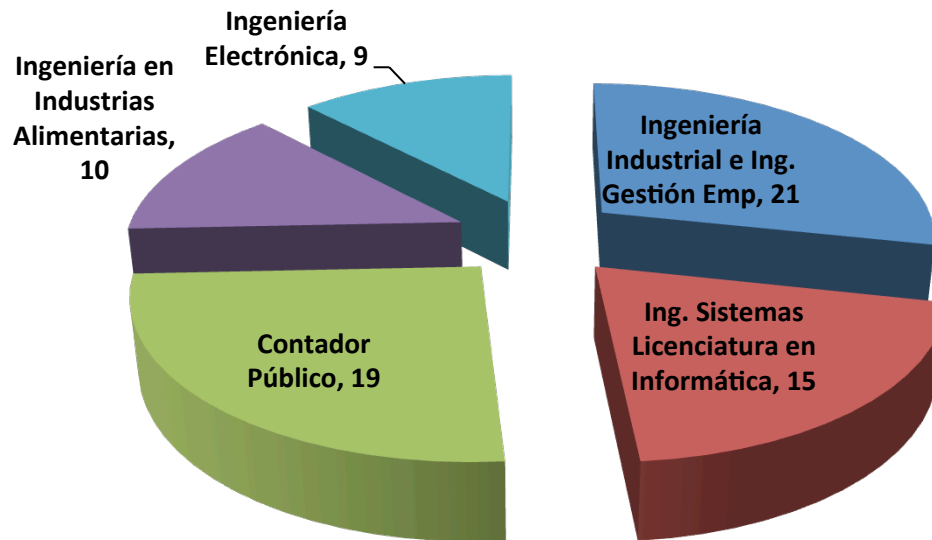 Ingeniería
Electrónica, 9
Ingeniería en
Industrias
Alimentarias,
10
Ingeniería
Industrial e Ing.
Gestión Emp, 21
Contador
Público, 19
Ing. Sistemas
Licenciatura en
Informática, 15